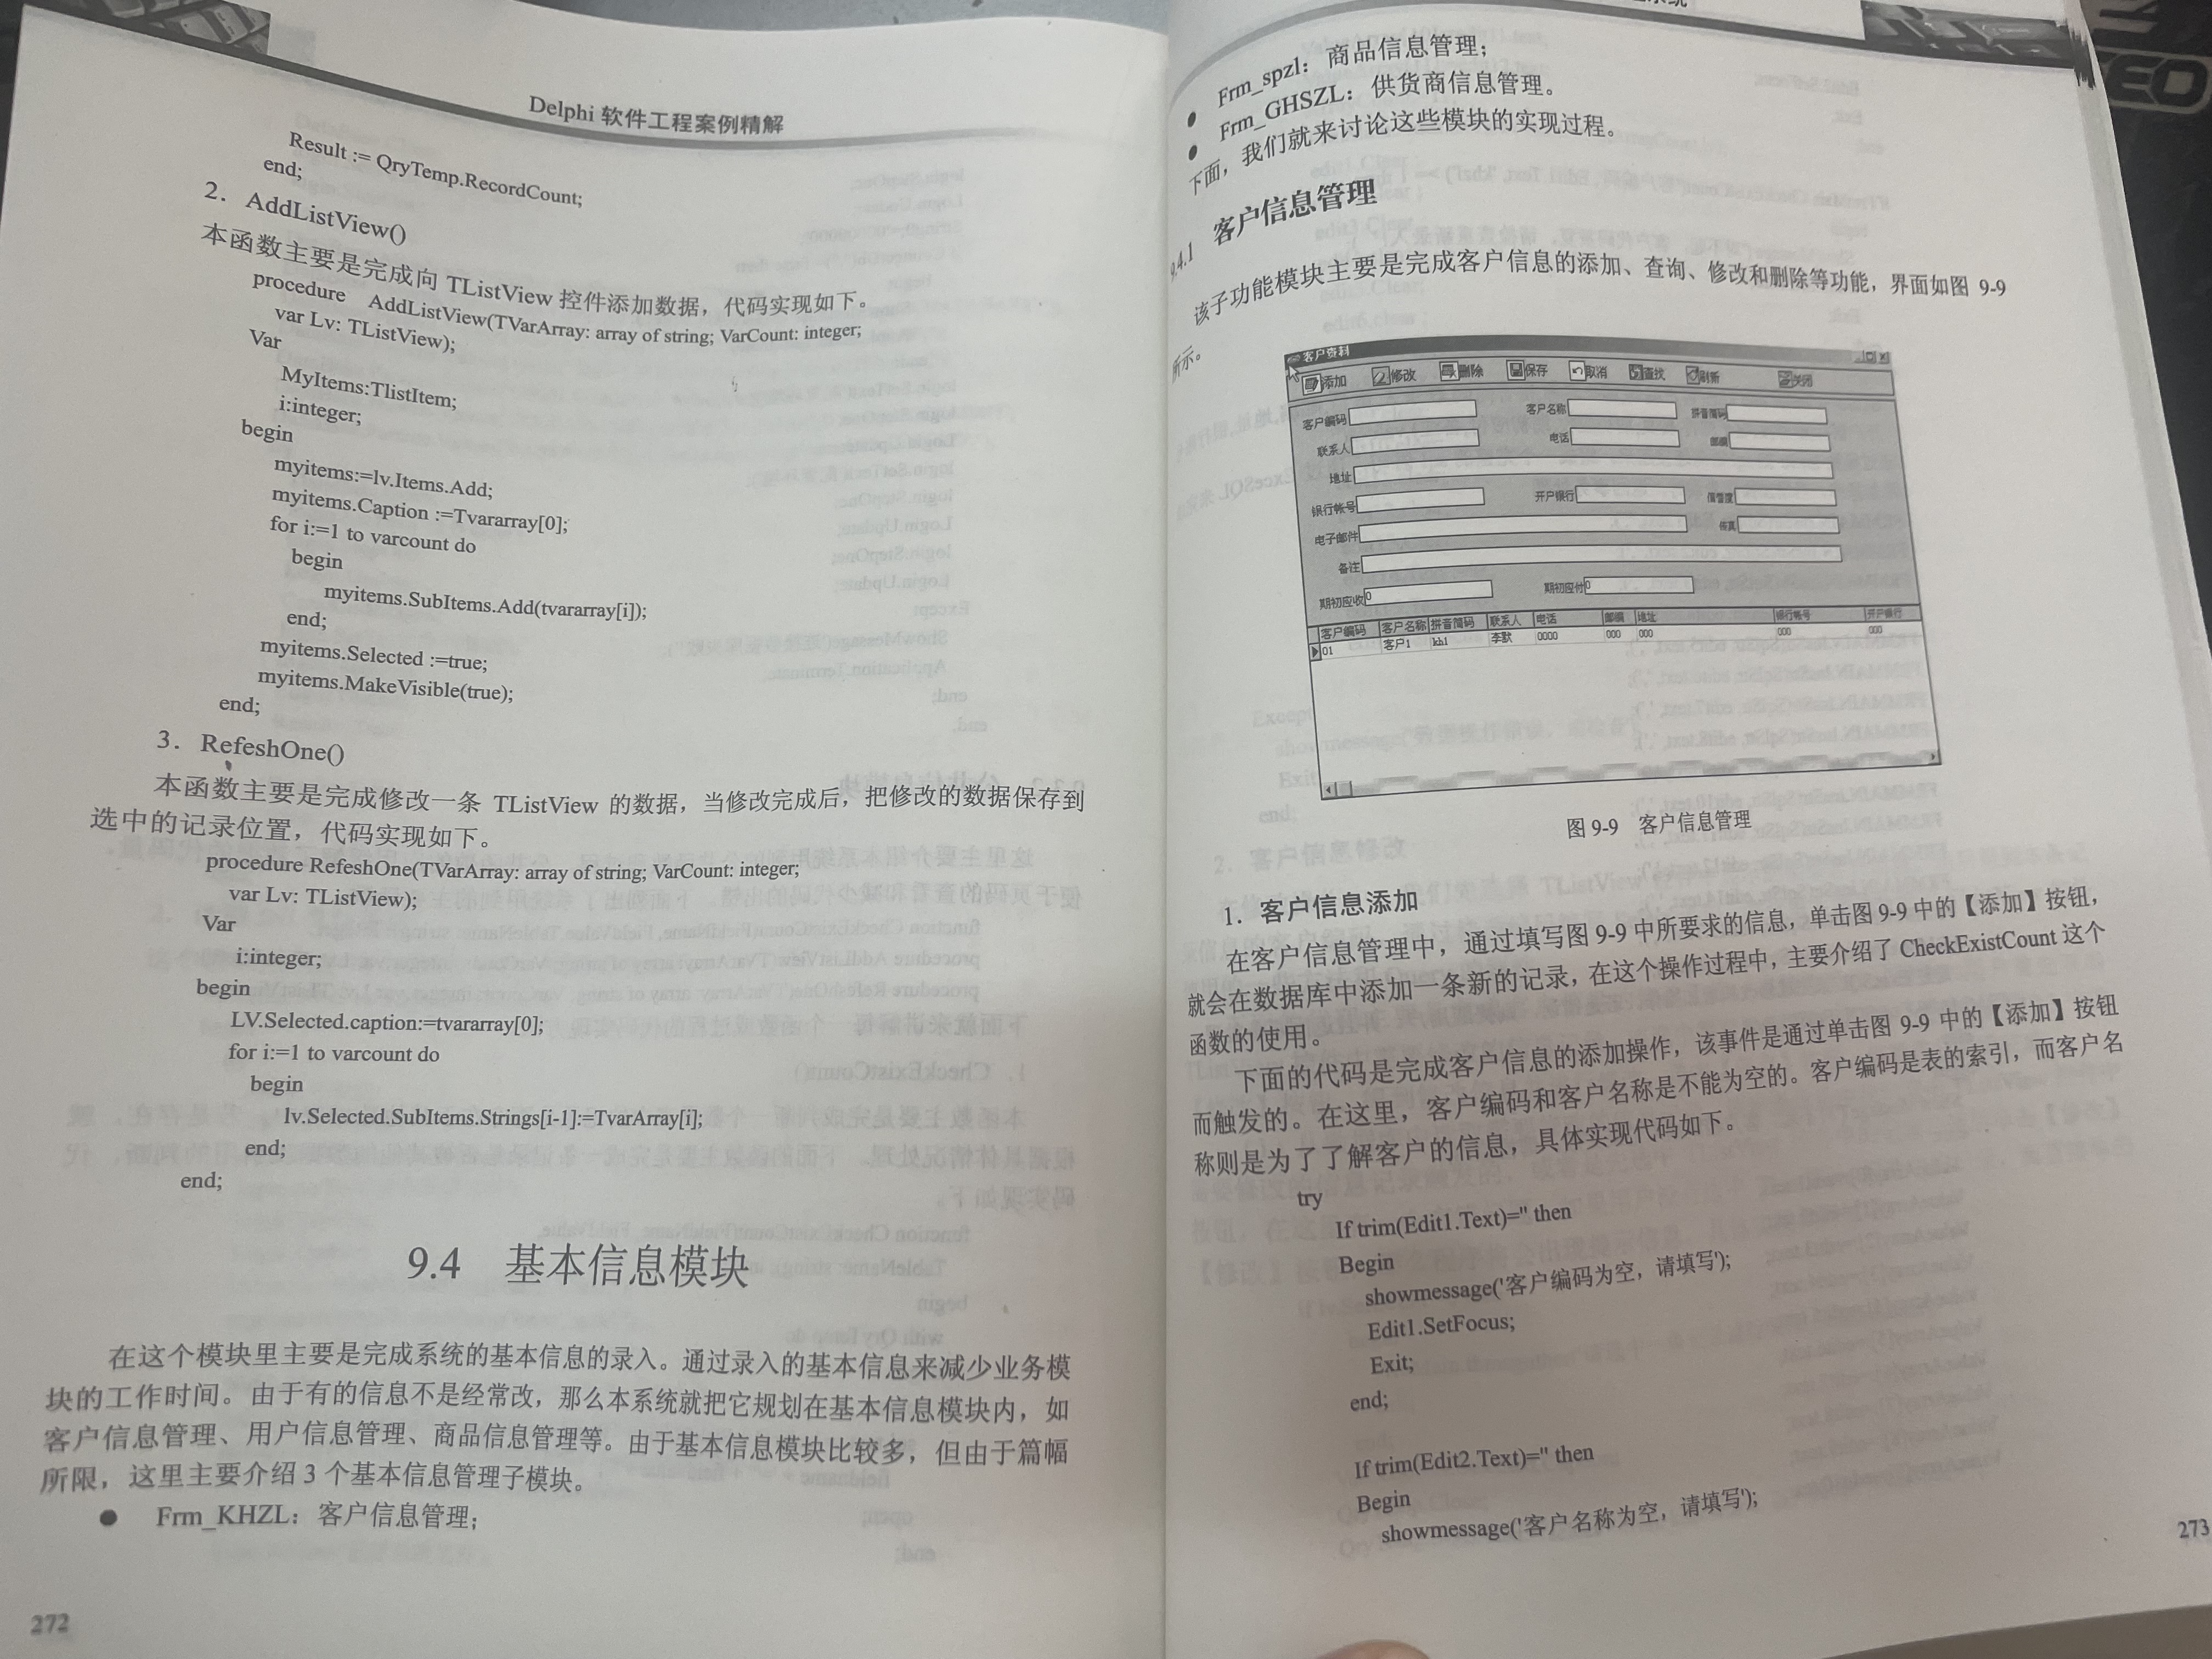 Delphi 软件工程案例精解
Result := QryTemp.RecordCount;
end;
2．AddListView()
本函数主要是完成向 TListView 控件添加数据，代码实现如下。
procedure AddListView(TVarArray: array of string; VarCount: integer;
var Lv: TListView);
Var
MyItems:TlistItem;
i:integer;
begin
myitems:=lv.Items.Add;
myitems.Caption :=Tvararray[0];
for i:=1 to varcount do
begin
myitems.SubItems.Add(tvararray[i]);
end;
myitems.Selected :=true;
myitems.MakeVisible(true);
end;
3．RefeshOne()
本函数主要是完成修改一条 TListView 的数据，当修改完成后，把修改的数据保存到
选中的记录位置，代码实现如下。
procedure RefeshOne(TVarArray: array of string; VarCount: integer;
var Lv: TListView);
Var
i:integer;
begin
LV.Selected.caption:=tvararray[0];
for i:=1 to varcount do
begin
lv.Selected.SubItems.Strings[i-1]:=TvarArray[i];
end;
end;
9.4 基本信息模块
在这个模块里主要是完成系统的基本信息的录入。通过录入的基本信息来减少业务模
块的工作时间。由于有的信息不是经常改，那么本系统就把它规划在基本信息模块内，如
客户信息管理、用户信息管理、商品信息管理等。由于基本信息模块比较多，但由于篇幅
所限，这里主要介绍 3 个基本信息管理子模块。
● Frm_KHZL：客户信息管理；
272
● Frm_spzl：商品信息管理；
● Frm_GHSZL：供货商信息管理。
下面，我们就来讨论这些模块的实现过程。
9.4.1 客户信息管理
该子功能模块主要是完成客户信息的添加、查询、修改和删除等功能，界面如图 9-9
所示。
客户资料
添加 修改 删除 保存 取消 查找 刷新 关闭
客户编码 客户名称 拼音简码
联系人 电话 邮编
地址
银行帐号 开户银行 信誉度
电子邮件 传真
备注
期初应收 0 期初应付 0
客户编码 客户名称 拼音简码 联系人 电话 邮编 地址 银行帐号 开户银行
01 客户1 kh1 李默 0000 000 000 000 000
图 9-9 客户信息管理
1．客户信息添加
在客户信息管理中，通过填写图 9-9 中所要求的信息，单击图 9-9 中的【添加】按钮，
就会在数据库中添加一条新的记录，在这个操作过程中，主要介绍了 CheckExistCount 这个
函数的使用。
下面的代码是完成客户信息的添加操作，该事件是通过单击图 9-9 中的【添加】按钮
而触发的。在这里，客户编码和客户名称是不能为空的。客户编码是表的索引，而客户名
称则是为了了解客户的信息，具体实现代码如下。
try
If trim(Edit1.Text)='' then
Begin
showmessage('客户编码为空，请填写');
Edit1.SetFocus;
Exit;
end;
If trim(Edit2.Text)='' then
Begin
showmessage('客户名称为空，请填写');
273